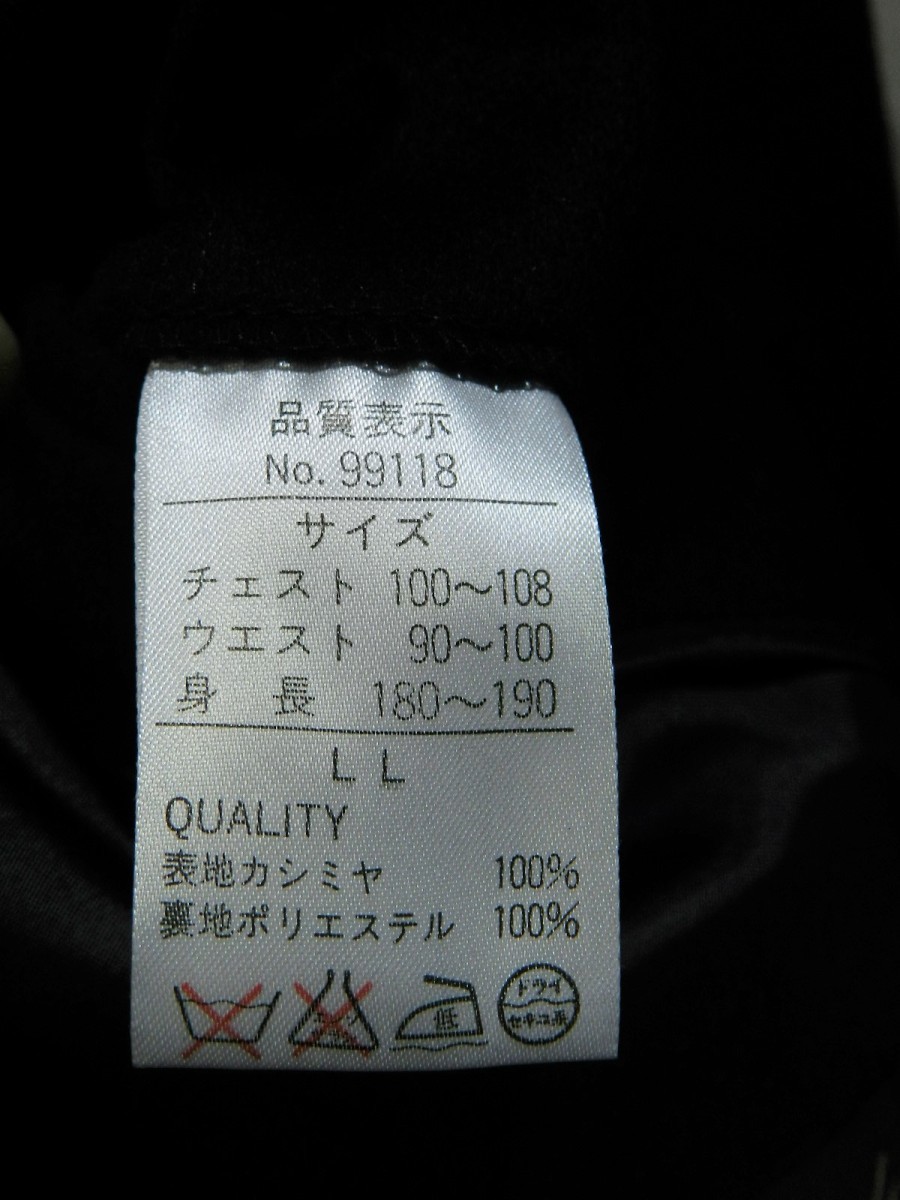 品質表示
No. 99118
サイズ
チェスト 100～108
ウエスト 90～100
身長 180～190
LL
QUALITY
表地カシミヤ 100%
裏地ポリエステル 100%
低
ドライ
セキユ系